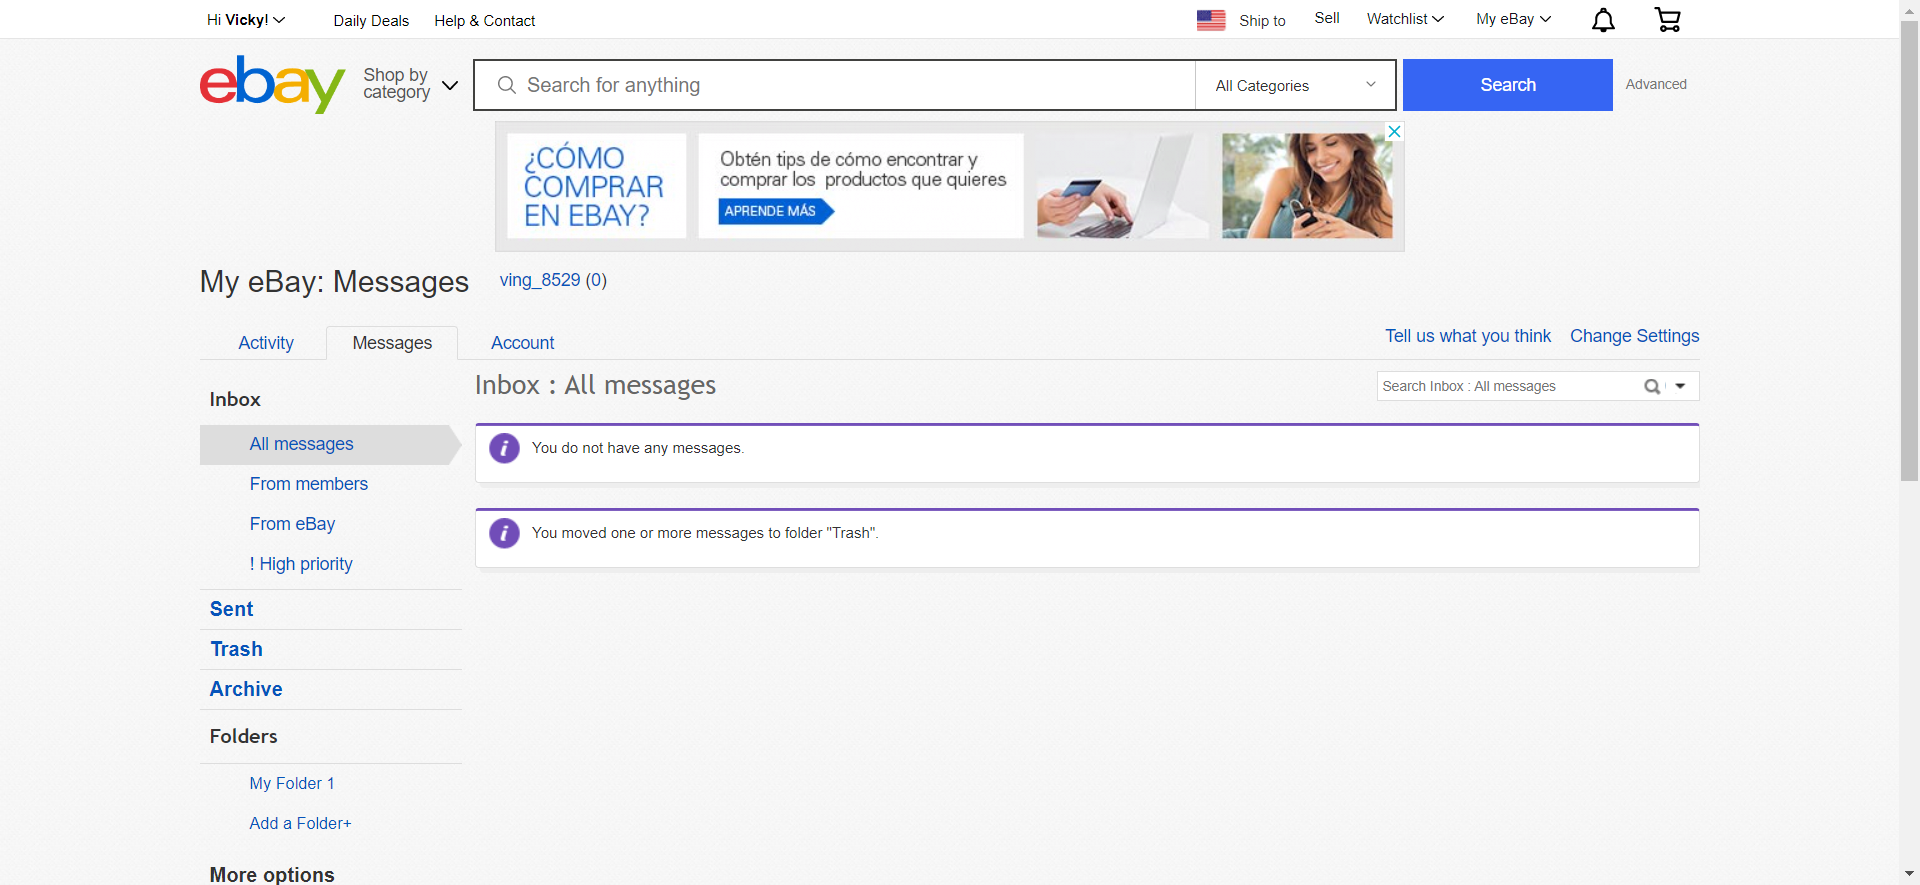 Hi Vicky!
Daily Deals
Help & Contact
Ship to
Sell
Watchlist
My eBay
ebay
Shop by
category
Search for anything
All Categories
Search
Advanced
¿CÓMO
COMPRAR
EN EBAY?
Obtén tips de cómo encontrar y
comprar los productos que quieres
APRENDE MÁS
My eBay: Messages
ving_8529 (0)
Activity
Messages
Account
Tell us what you think
Change Settings
Inbox
All messages
From members
From eBay
! High priority
Sent
Trash
Archive
Folders
My Folder 1
Add a Folder+
More options
Inbox : All messages
Search Inbox : All messages
You do not have any messages.
You moved one or more messages to folder "Trash".